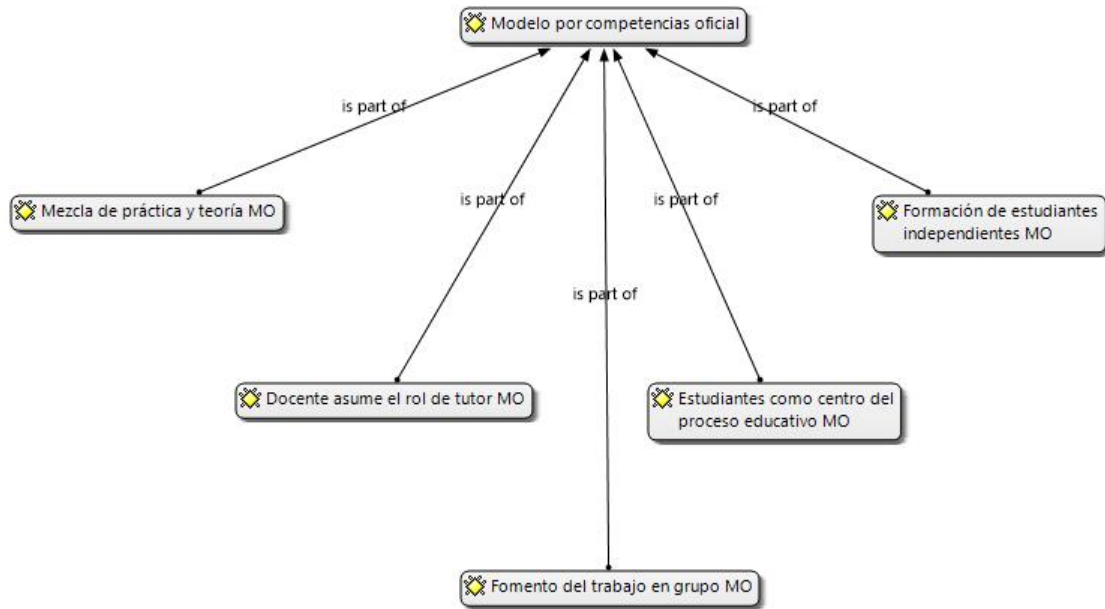 Modelo por competencias oficial
is part of
is part of
Mezcla de práctica y teoría MO
is part of
is part of
Formación de estudiantes
independientes MO
is part of
Docente asume el rol de tutor MO
Estudiantes como centro del
proceso educativo MO
Fomento del trabajo en grupo MO